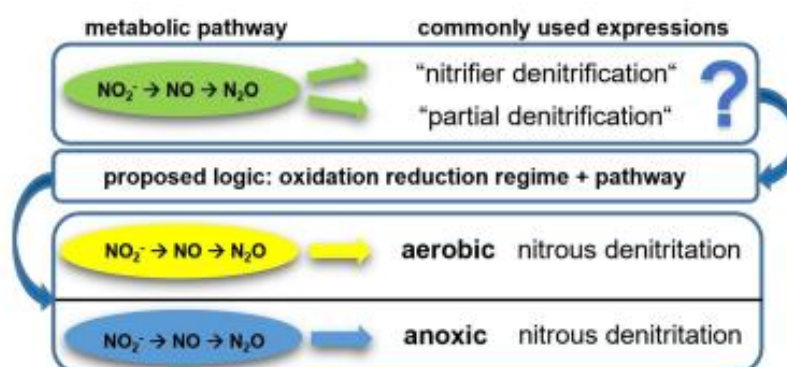 metabolic pathway commonly used expressions
NO₂⁻ → NO → N₂O "nitrifier denitrification" ?
"partial denitrification"
proposed logic: oxidation reduction regime + pathway
NO₂⁻ → NO → N₂O aerobic nitrous denitritation
NO₂⁻ → NO → N₂O anoxic nitrous denitritation